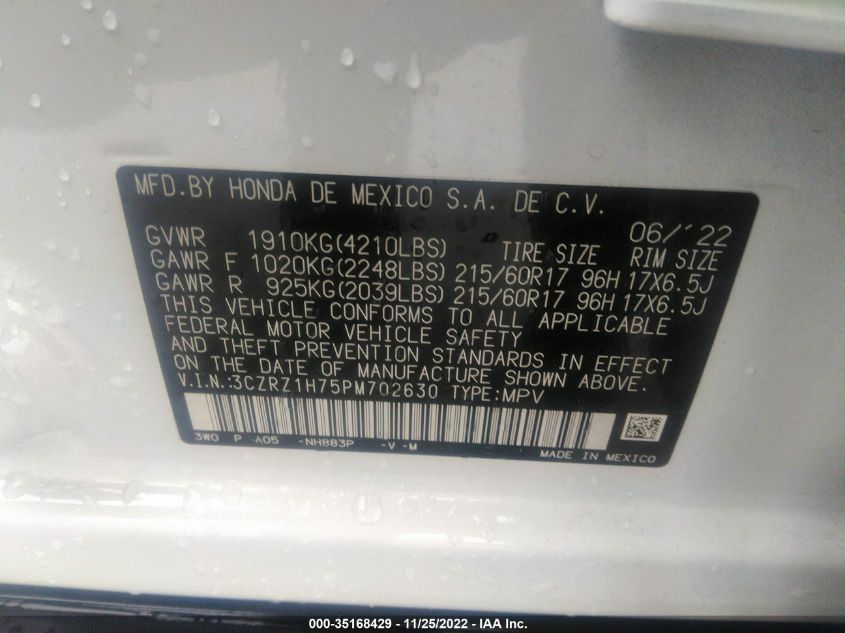 MFD.BY HONDA DE MEXICO S.A. DE C.V.
06/'22
GVWR 1910KG(4210LBS) TIRE SIZE RIM SIZE
GAWR F 1020KG(2248LBS) 215/60R17 96H 17X6.5J
GAWR R 925KG(2039LBS) 215/60R17 96H 17X6.5J
THIS VEHICLE CONFORMS TO ALL APPLICABLE
FEDERAL MOTOR VEHICLE SAFETY
AND THEFT PREVENTION STANDARDS IN EFFECT
ON THE DATE OF MANUFACTURE SHOWN ABOVE.
V.I.N.:3CZRZ1H75PM702630 TYPE:MPV
3W0 P A05 -NH883P -V -M
MADE IN MEXICO
000-35168429 - 11/25/2022 - IAA Inc.